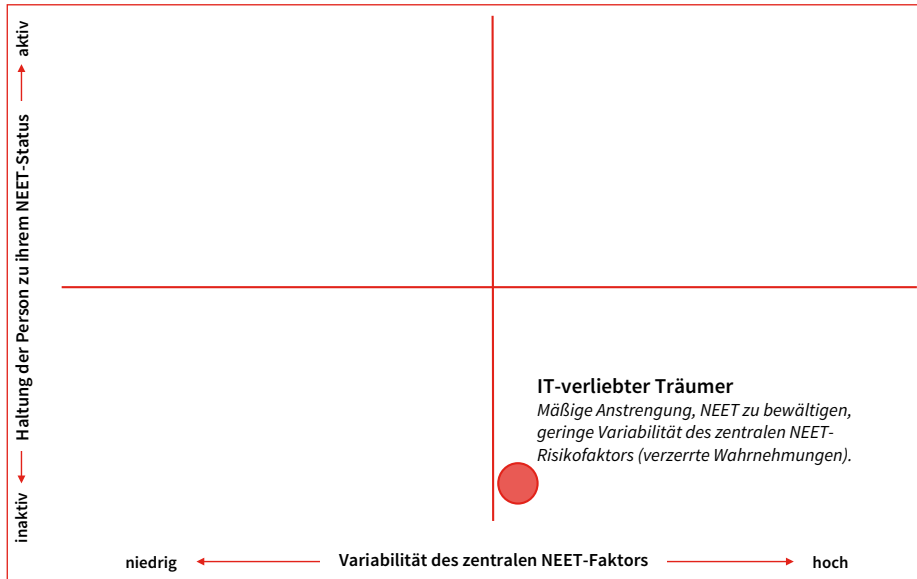 aktiv
Haltung der Person zu ihrem NEET-Status
inaktiv
IT-verliebter Träumer
Mäßige Anstrengung, NEET zu bewältigen,
geringe Variabilität des zentralen NEET-
Risikofaktors (verzerrte Wahrnehmungen).
niedrig
Variabilität des zentralen NEET-Faktors
hoch